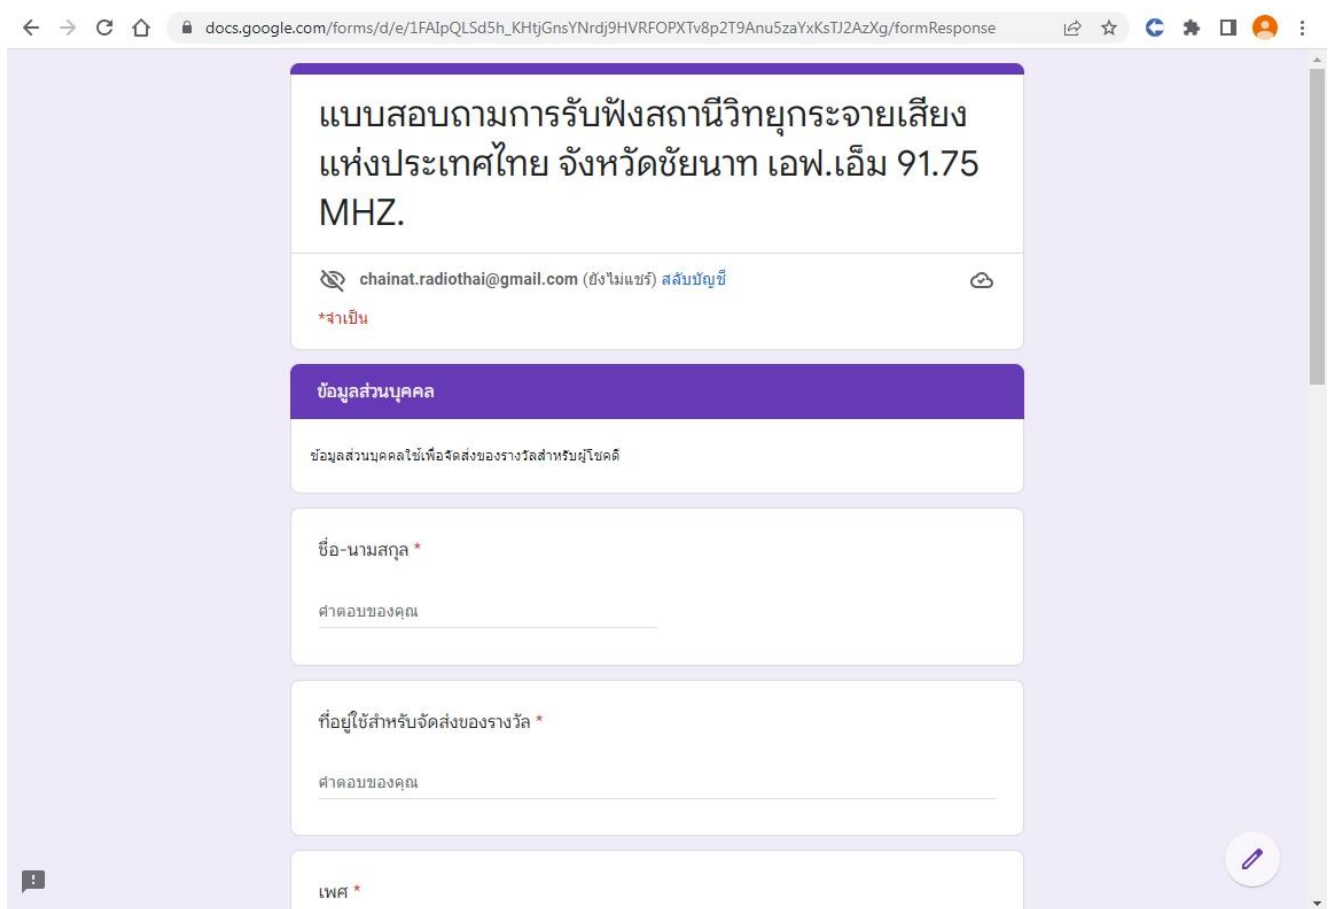 docs.google.com/forms/d/e/1FAIpQLSd5h_KHtjGnsYNrdj9HVRFOPXTv8p2T9Anu5zaYxKsTJ2AzXg/formResponse
แบบสอบถามการรับฟังสถานีวิทยุกระจายเสียง
แห่งประเทศไทย จังหวัดชัยนาท เอฟ.เอ็ม 91.75
MHZ.
chainat.radiothai@gmail.com (ยังไม่แชร์) สลับบัญชี
*จำเป็น
ข้อมูลส่วนบุคคล
ข้อมูลส่วนบุคคลใช้เพื่อจัดส่งของรางวัลสำหรับผู้โชคดี
ชื่อ-นามสกุล *
คำตอบของคุณ
ที่อยู่ใช้สำหรับจัดส่งของรางวัล *
คำตอบของคุณ
เพศ *